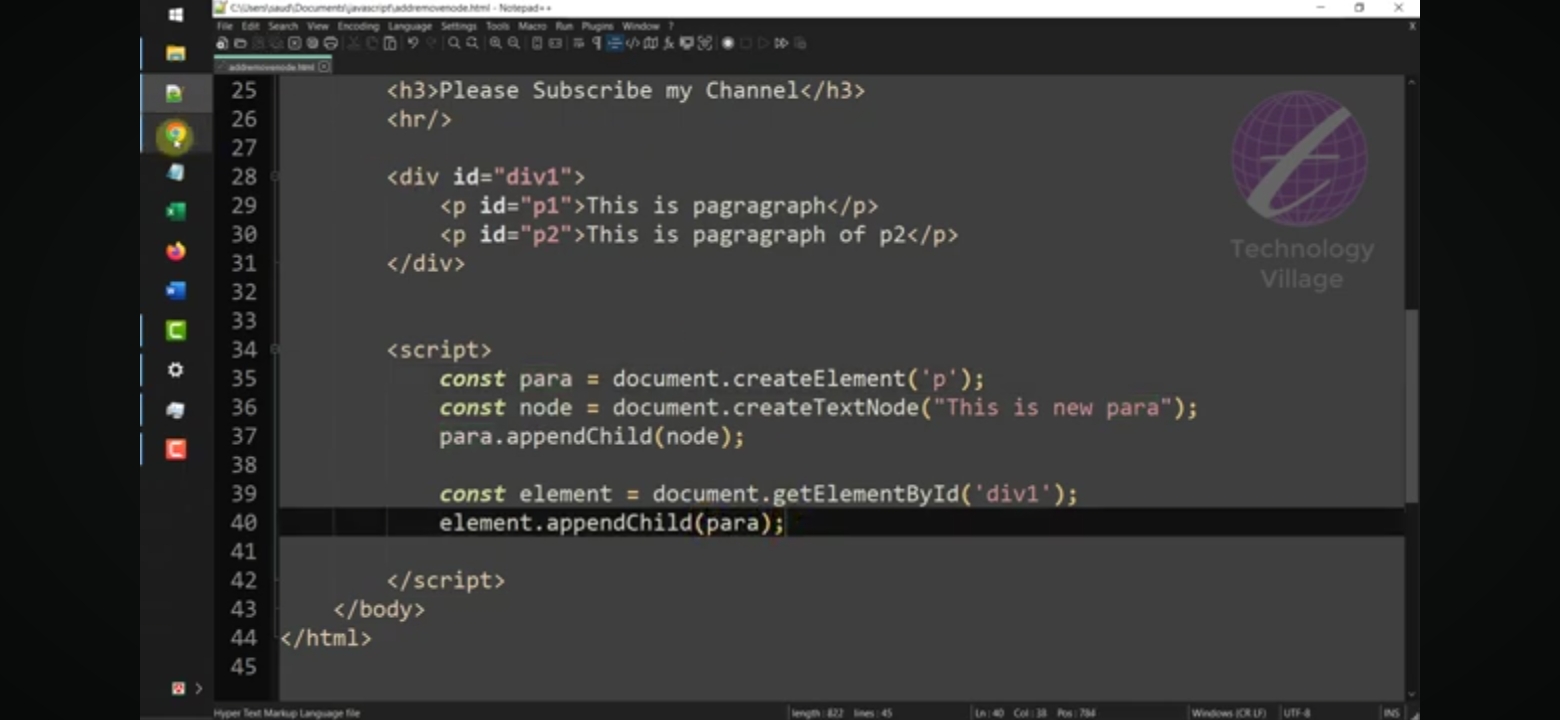 C:\Users\saud\Documents\javascript\addremovenode.html - Notepad++
File Edit Search View Encoding Language Settings Tools Macro Run Plugins Window ?
addremovenode.html
25 <h3>Please Subscribe my Channel</h3>
26 <hr/>
27
28 <div id="div1">
29 <p id="p1">This is pagragraph</p>
30 <p id="p2">This is pagragraph of p2</p>
31 </div>
32
33
34 <script>
35 const para = document.createElement('p');
36 const node = document.createTextNode("This is new para");
37 para.appendChild(node);
38
39 const element = document.getElementById('div1');
40 element.appendChild(para);
41
42 </script>
43 </body>
44 </html>
45
Technology
Village
Hyper Text Markup Language file length : 822 lines : 45 Ln : 40 Col : 38 Pos : 784 Windows (CR LF) UTF-8 INS